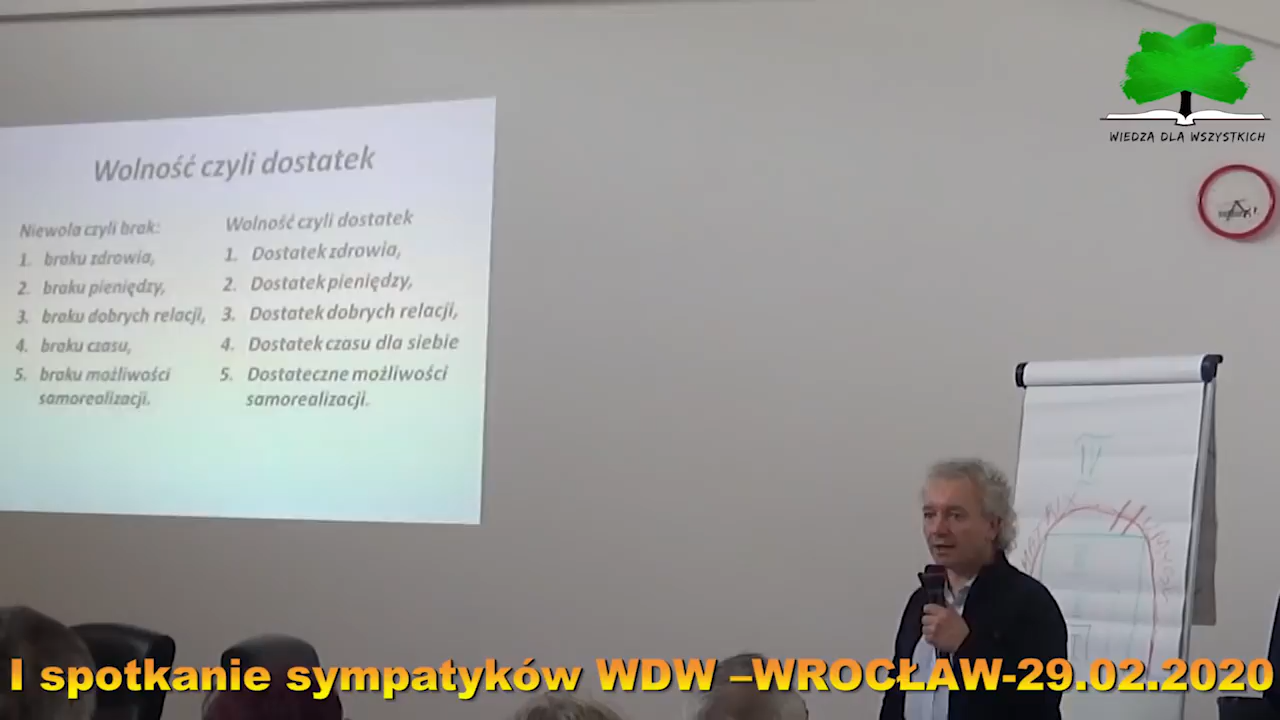 WIEDZA DLA WSZYSTKICH
Wolność czyli dostatek
Niewola czyli brak:
1. braku zdrowia,
2. braku pieniędzy,
3. braku dobrych relacji,
4. braku czasu,
5. braku możliwości
samorealizacji.
Wolność czyli dostatek
1. Dostatek zdrowia,
2. Dostatek pieniędzy,
3. Dostatek dobrych relacji,
4. Dostatek czasu dla siebie
5. Dostateczne możliwości
samorealizacji.
IV
MATRIX
I spotkanie sympatyków WDW –WROCŁAW-29.02.2020